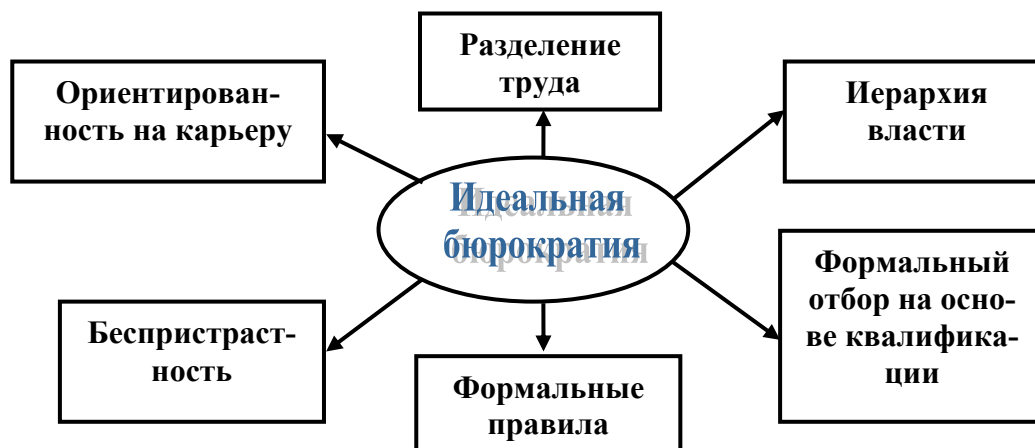 Разделение
труда
Ориентирован-
ность на карьеру
Иерархия
власти
Идеальная
бюрократия
Формальный
отбор на осно-
ве квалифика-
ции
Беспристраст-
ность
Формальные
правила